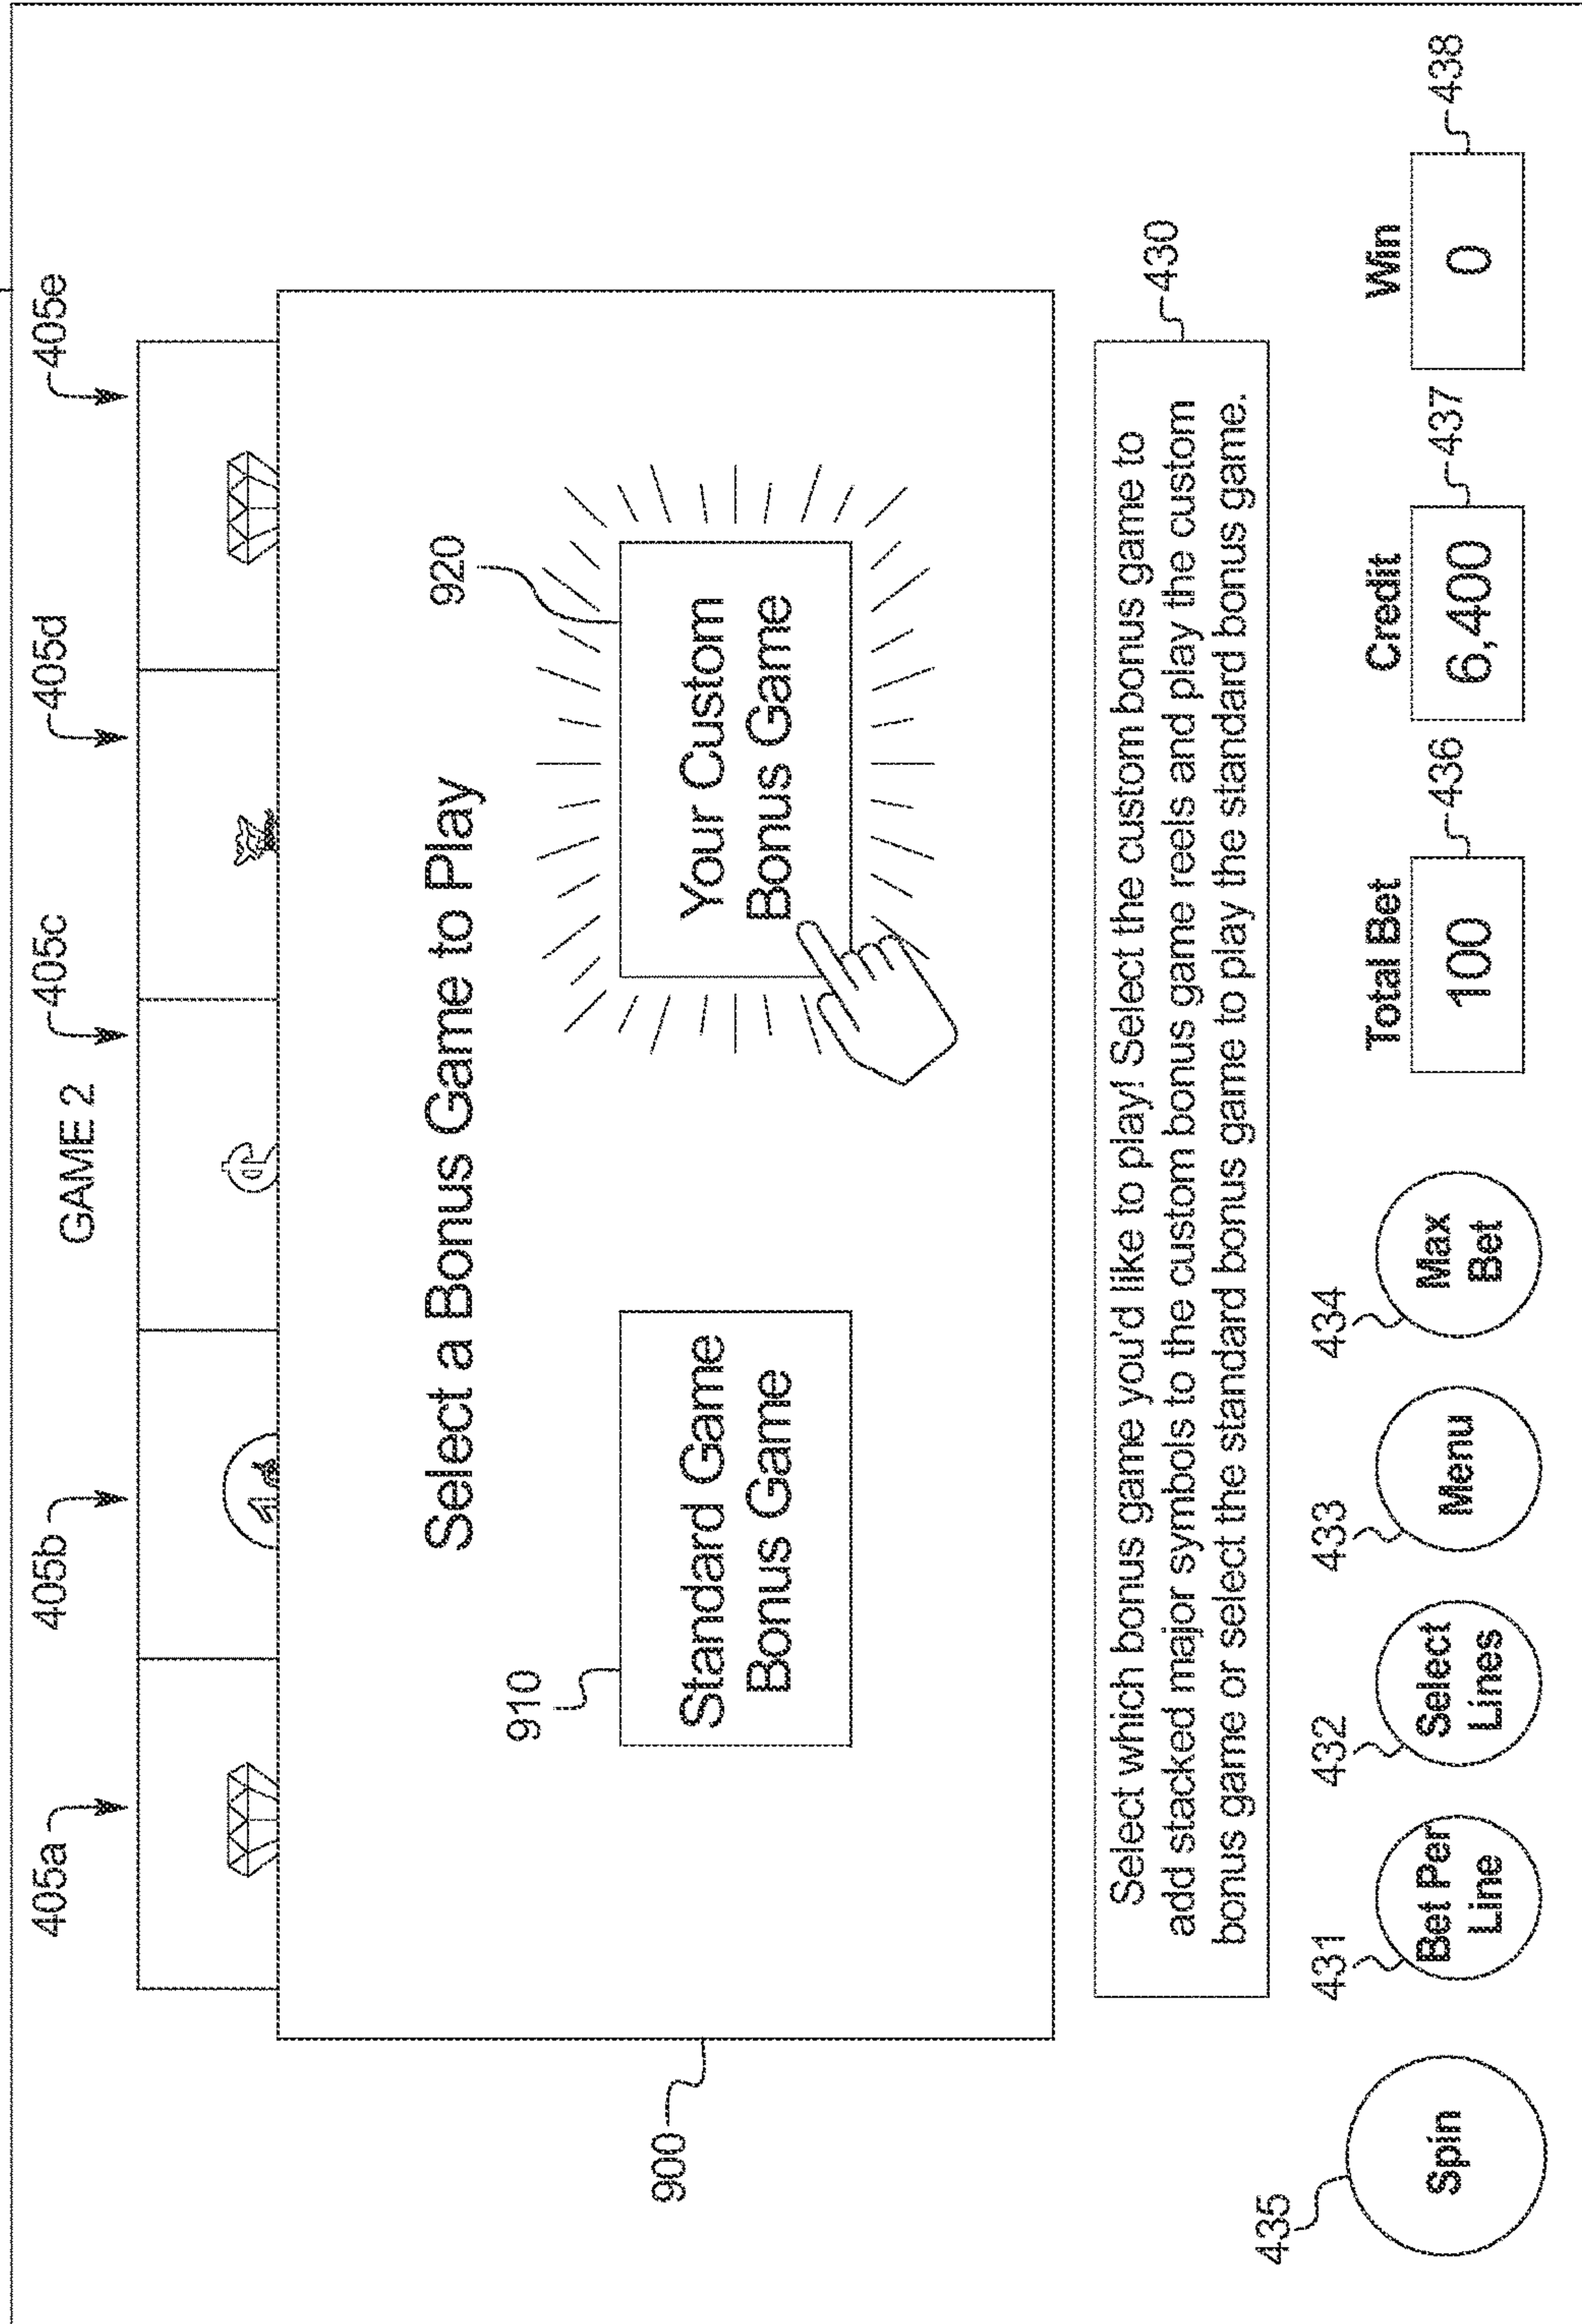 GAME 2
405a
405b
405c
405d
405e
Select a Bonus Game to Play
910
920
Standard Game
Bonus Game
Your Custom
Bonus Game
900
Select which bonus game you'd like to play! Select the custom bonus game to
add stacked major symbols to the custom bonus game reels and play the custom
bonus game or select the standard bonus game to play the standard bonus game.
430
435
431
432
433
434
Spin
Bet Per
Line
Select
Lines
Menu
Max
Bet
Total Bet
100
436
Credit
6,400
437
Win
0
438